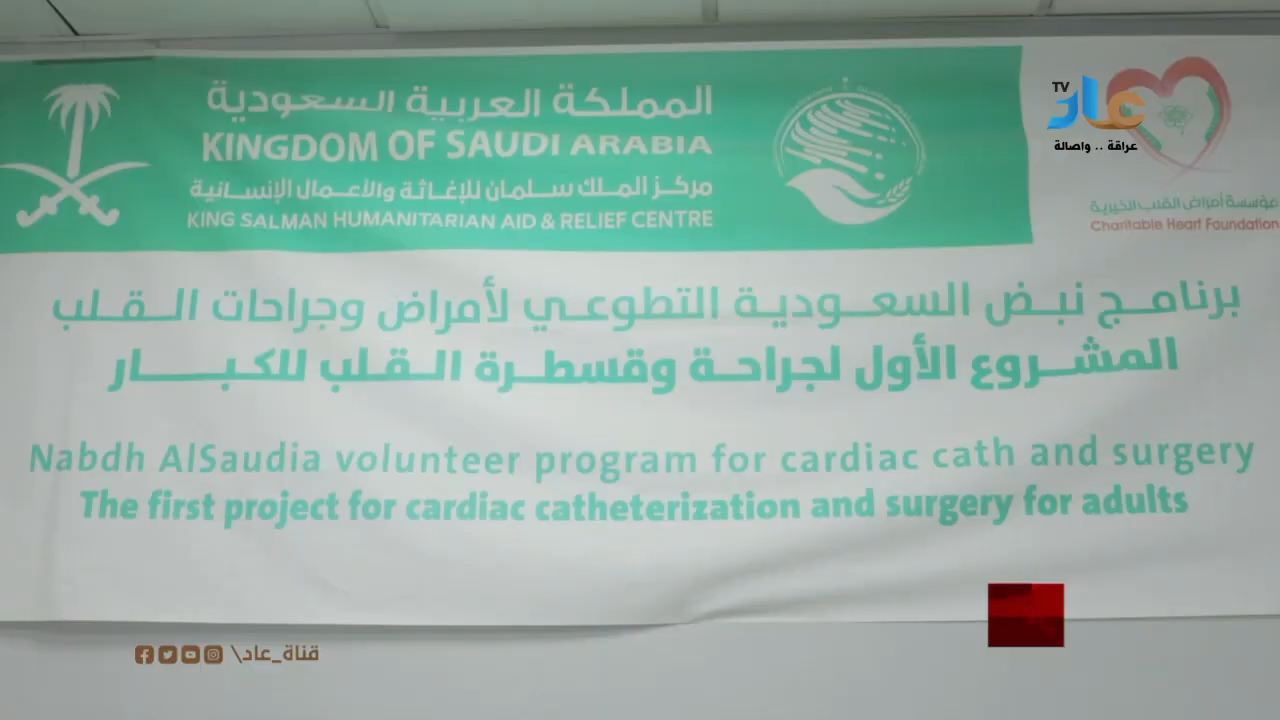 المملكة العربية السعودية
KINGDOM OF SAUDI ARABIA
مركز الملك سلمان للإغاثة والأعمال الإنسانية
KING SALMAN HUMANITARIAN AID & RELIEF CENTRE
TV
عاد
عراقة .. واصالة
مؤسسة أمراض القلب الخيرية
Charitable Heart Foundation
برنامج نبض السعودية التطوعي لأمراض وجراحات القلب
المشروع الأول لجراحة وقسطرة القلب للكبار
Nabdh AlSaudia volunteer program for cardiac cath and surgery
The first project for cardiac catheterization and surgery for adults
قناة_عاد\